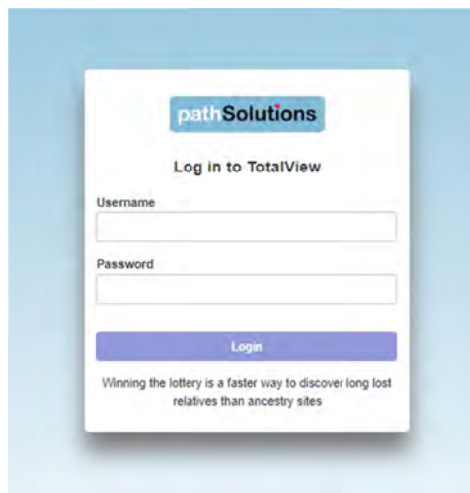 pathSolutions
Log in to TotalView
Username
Password
Login
Winning the lottery is a faster way to discover long lost
relatives than ancestry sites